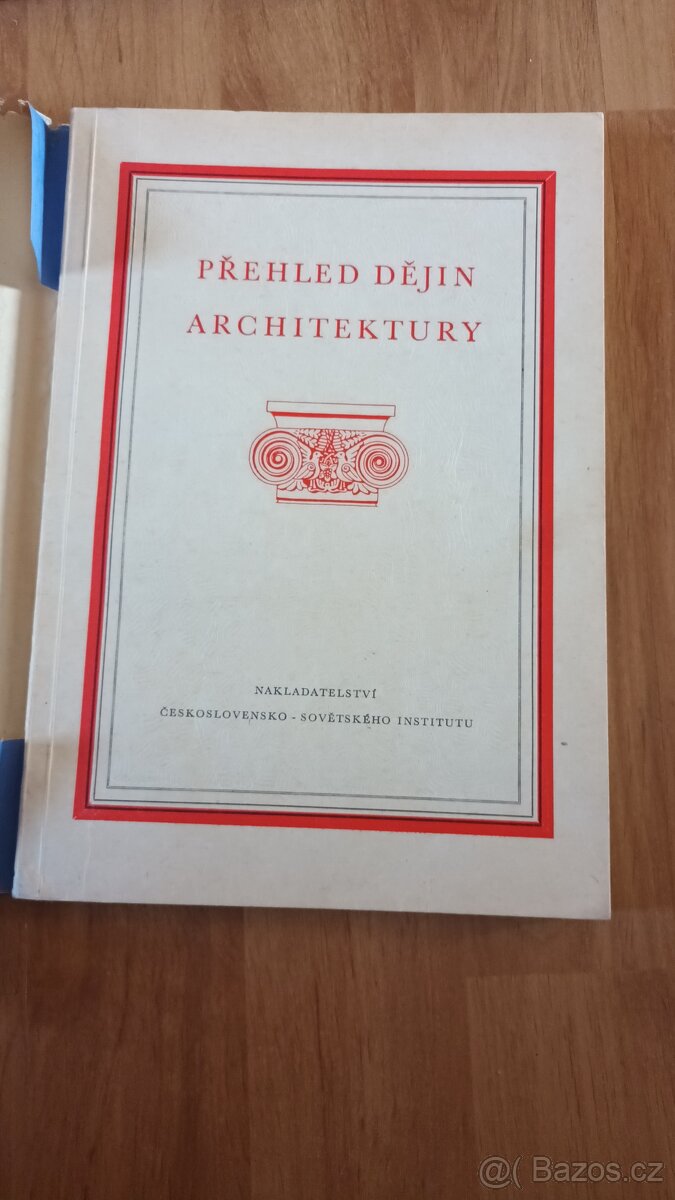 PŘEHLED DĚJIN
ARCHITEKTURY
NAKLADATELSTVÍ
ČESKOSLOVENSKO - SOVĚTSKÉHO INSTITUTU
@( Bazos.cz